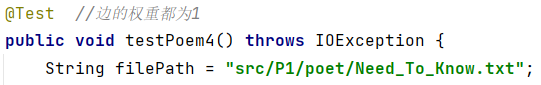 @Test  //边的权重都为1
public void testPoem4() throws IOException {
    String filePath = "src/P1/poet/Need_To_Know.txt";